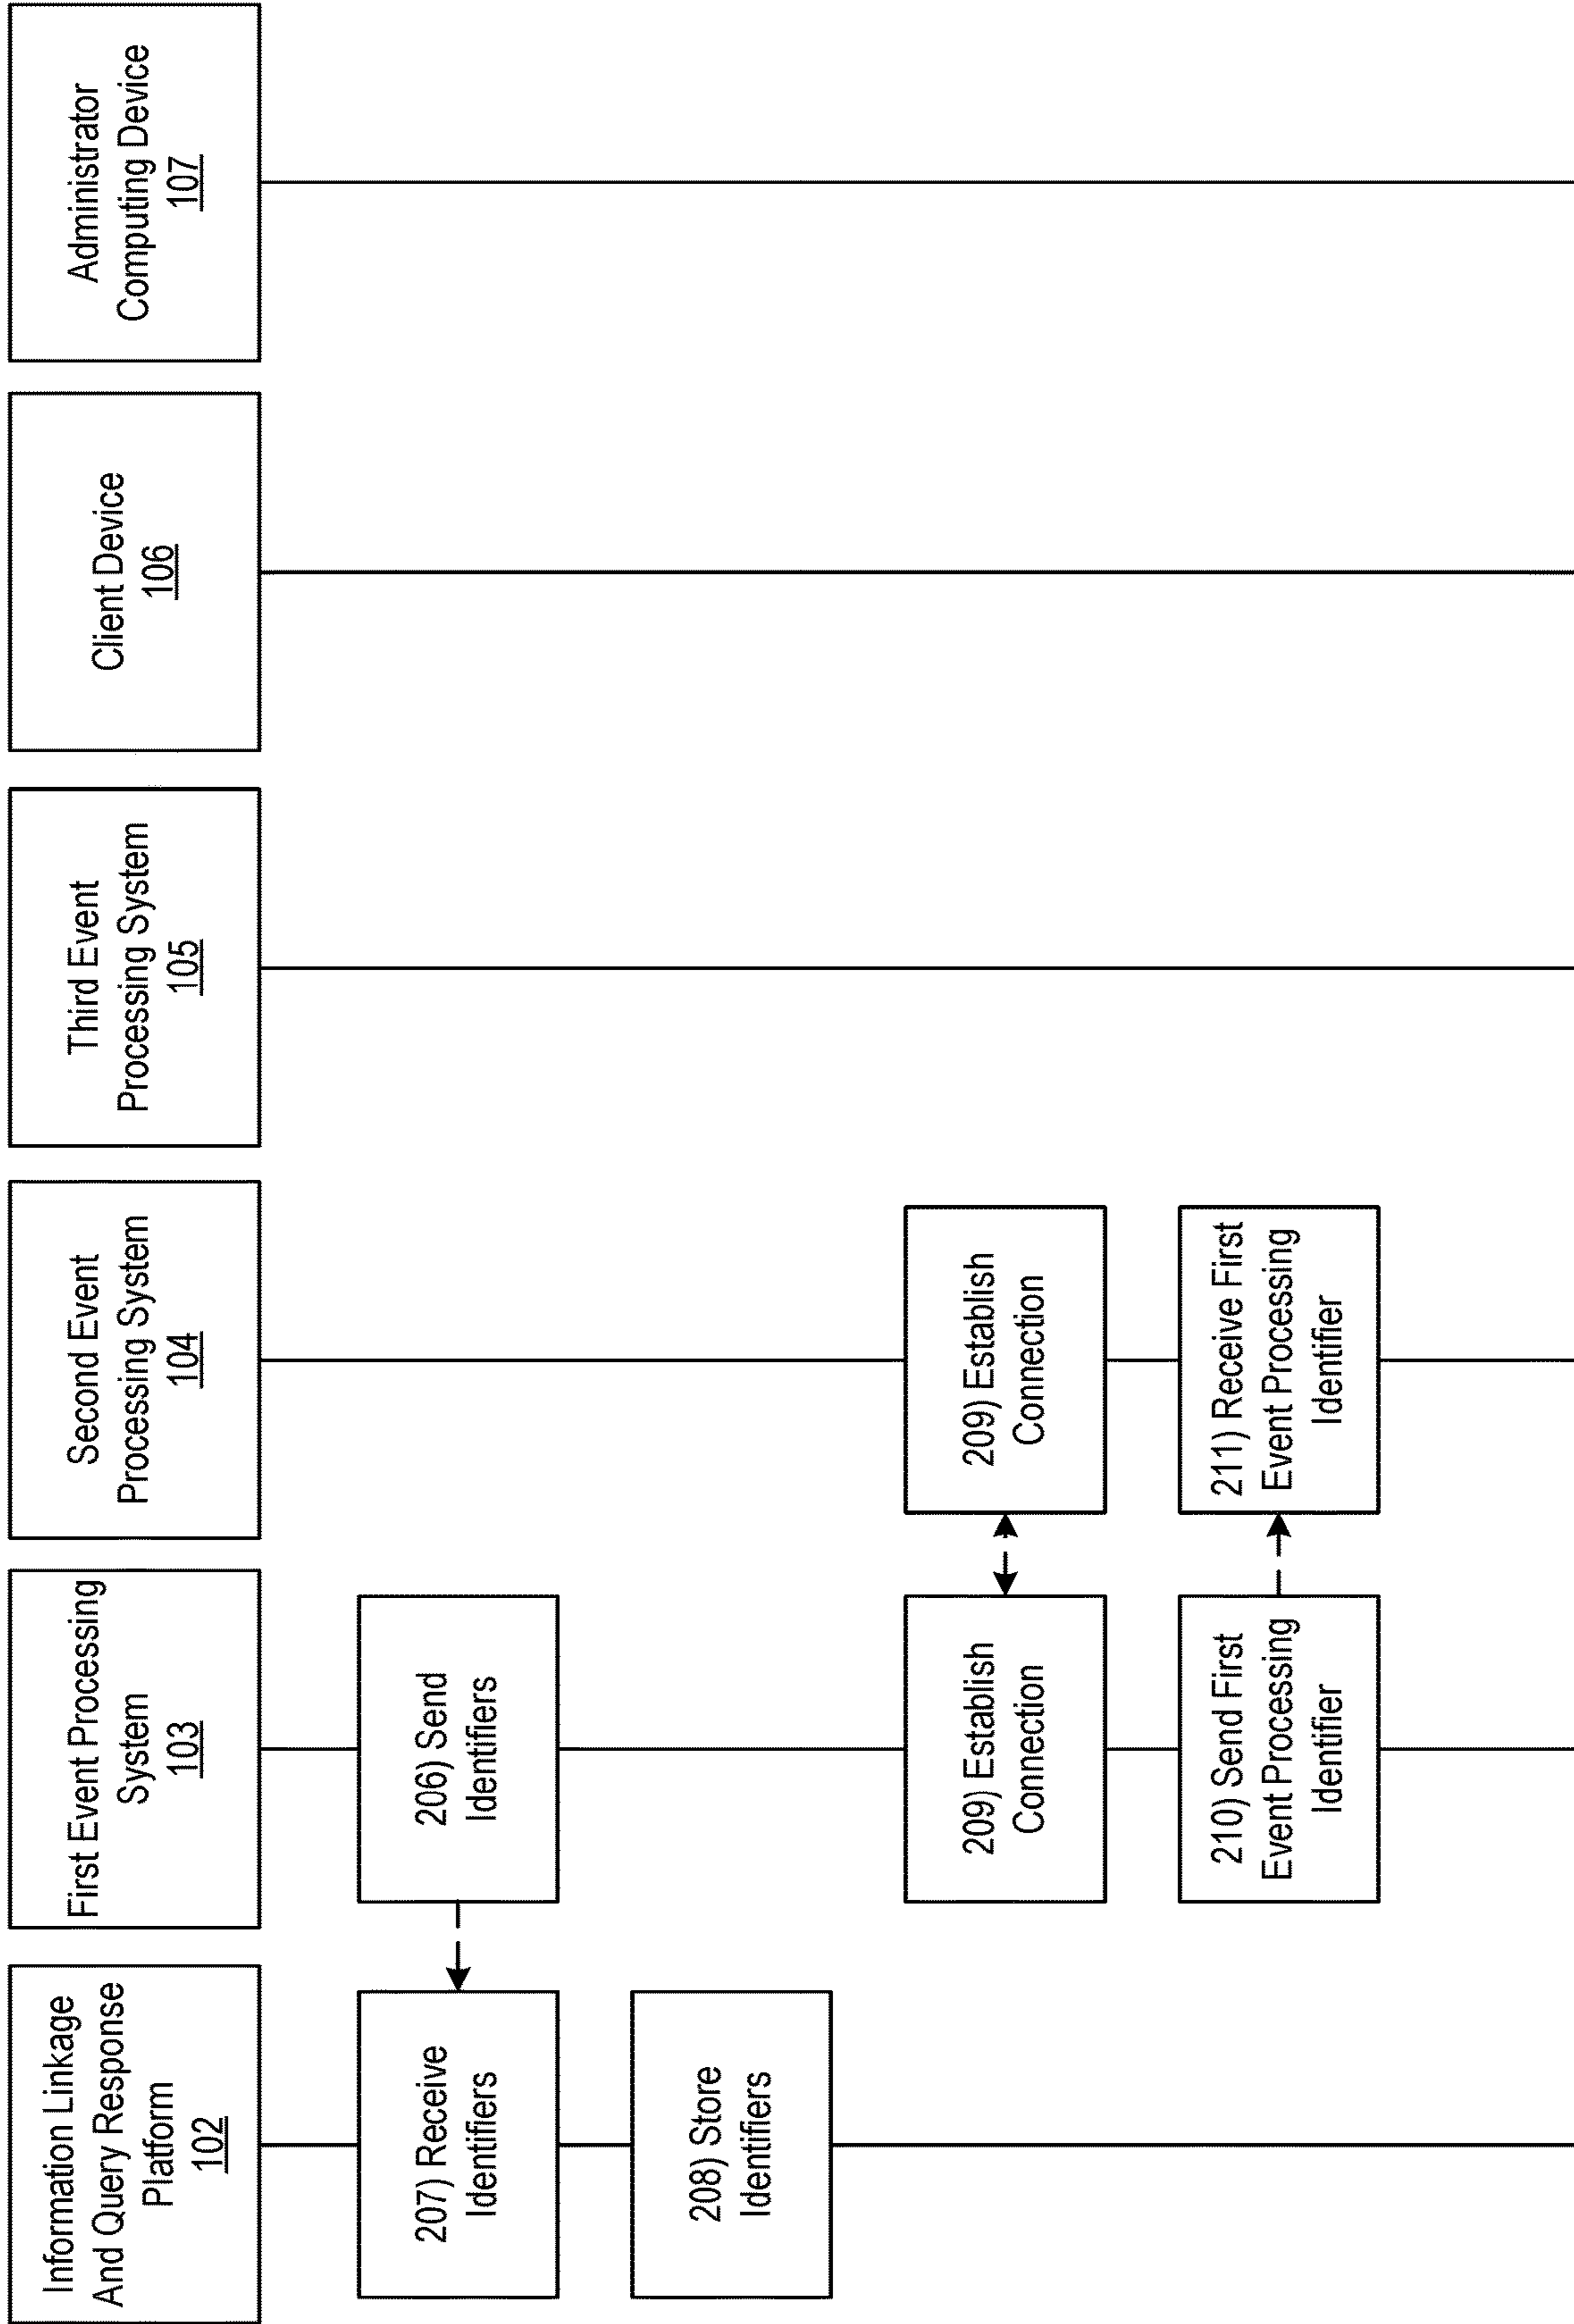 Information Linkage
And Query Response
Platform
102
First Event Processing
System
103
Second Event
Processing System
104
Third Event
Processing System
105
Client Device
106
Administrator
Computing Device
107
206) Send
Identifiers
207) Receive
Identifiers
208) Store
Identifiers
209) Establish
Connection
209) Establish
Connection
210) Send First
Event Processing
Identifier
211) Receive First
Event Processing
Identifier